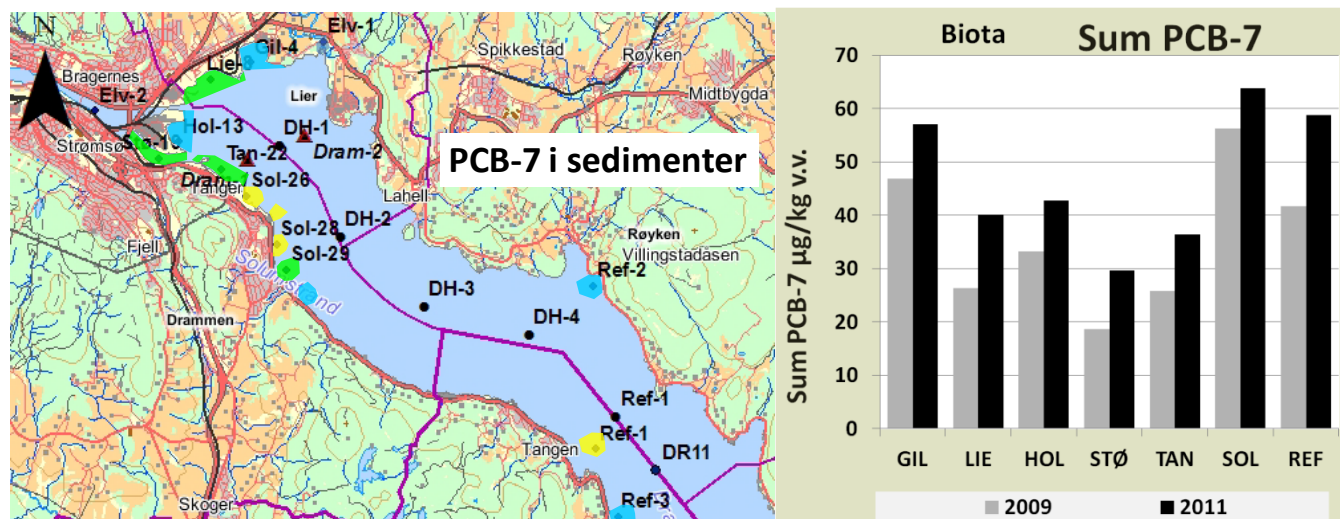 N
Elv-1
Gil-4
Spikkestad
Røyken
Bragernes
Midtbygda
Elv-2
Lier
Hol-13
DH-1
Strømsø
Dram-2
PCB-7 i sedimenter
Tan-22
Dram-1
Sol-26
Lahell
DH-2
Sol-28
Fjell
Røyken
Villingstadåsen
Sol-29
Ref-2
Solumstrand
DH-3
DH-4
Drammen
Ref-1
Ref-1
Tangen
DR11
Skoger
Ref-3
Biota
Sum PCB-7
Sum PCB-7 µg/kg v.v.
70
60
50
40
30
20
10
0
GIL LIE HOL STØ TAN SOL REF
2009 2011